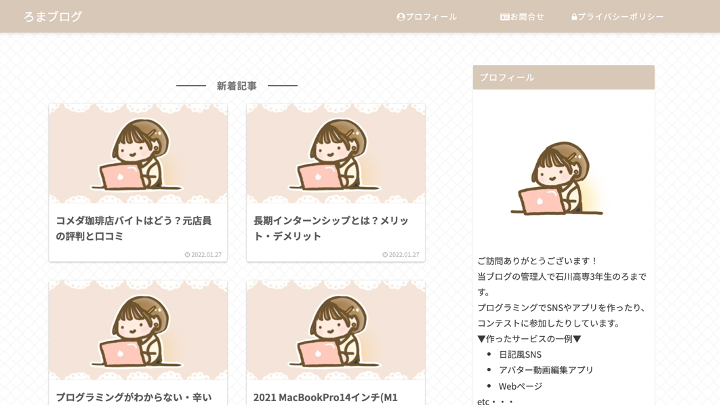 ろまブログ
プロフィール
お問合せ
プライバシーポリシー
新着記事
コメダ珈琲店バイトはどう？元店員
の評判と口コミ
2022.01.27
長期インターンシップとは？メリッ
ト・デメリット
2022.01.27
プログラミングがわからない・辛い
2021 MacBookPro14インチ(M1
プロフィール
ご訪問ありがとうございます！
当ブログの管理人で石川高専3年生のろまで
す。
プログラミングでSNSやアプリを作ったり、
コンテストに参加したりしています。
▼作ったサービスの一例▼
• 日記風SNS
• アバター動画編集アプリ
• Webページ
etc・・・